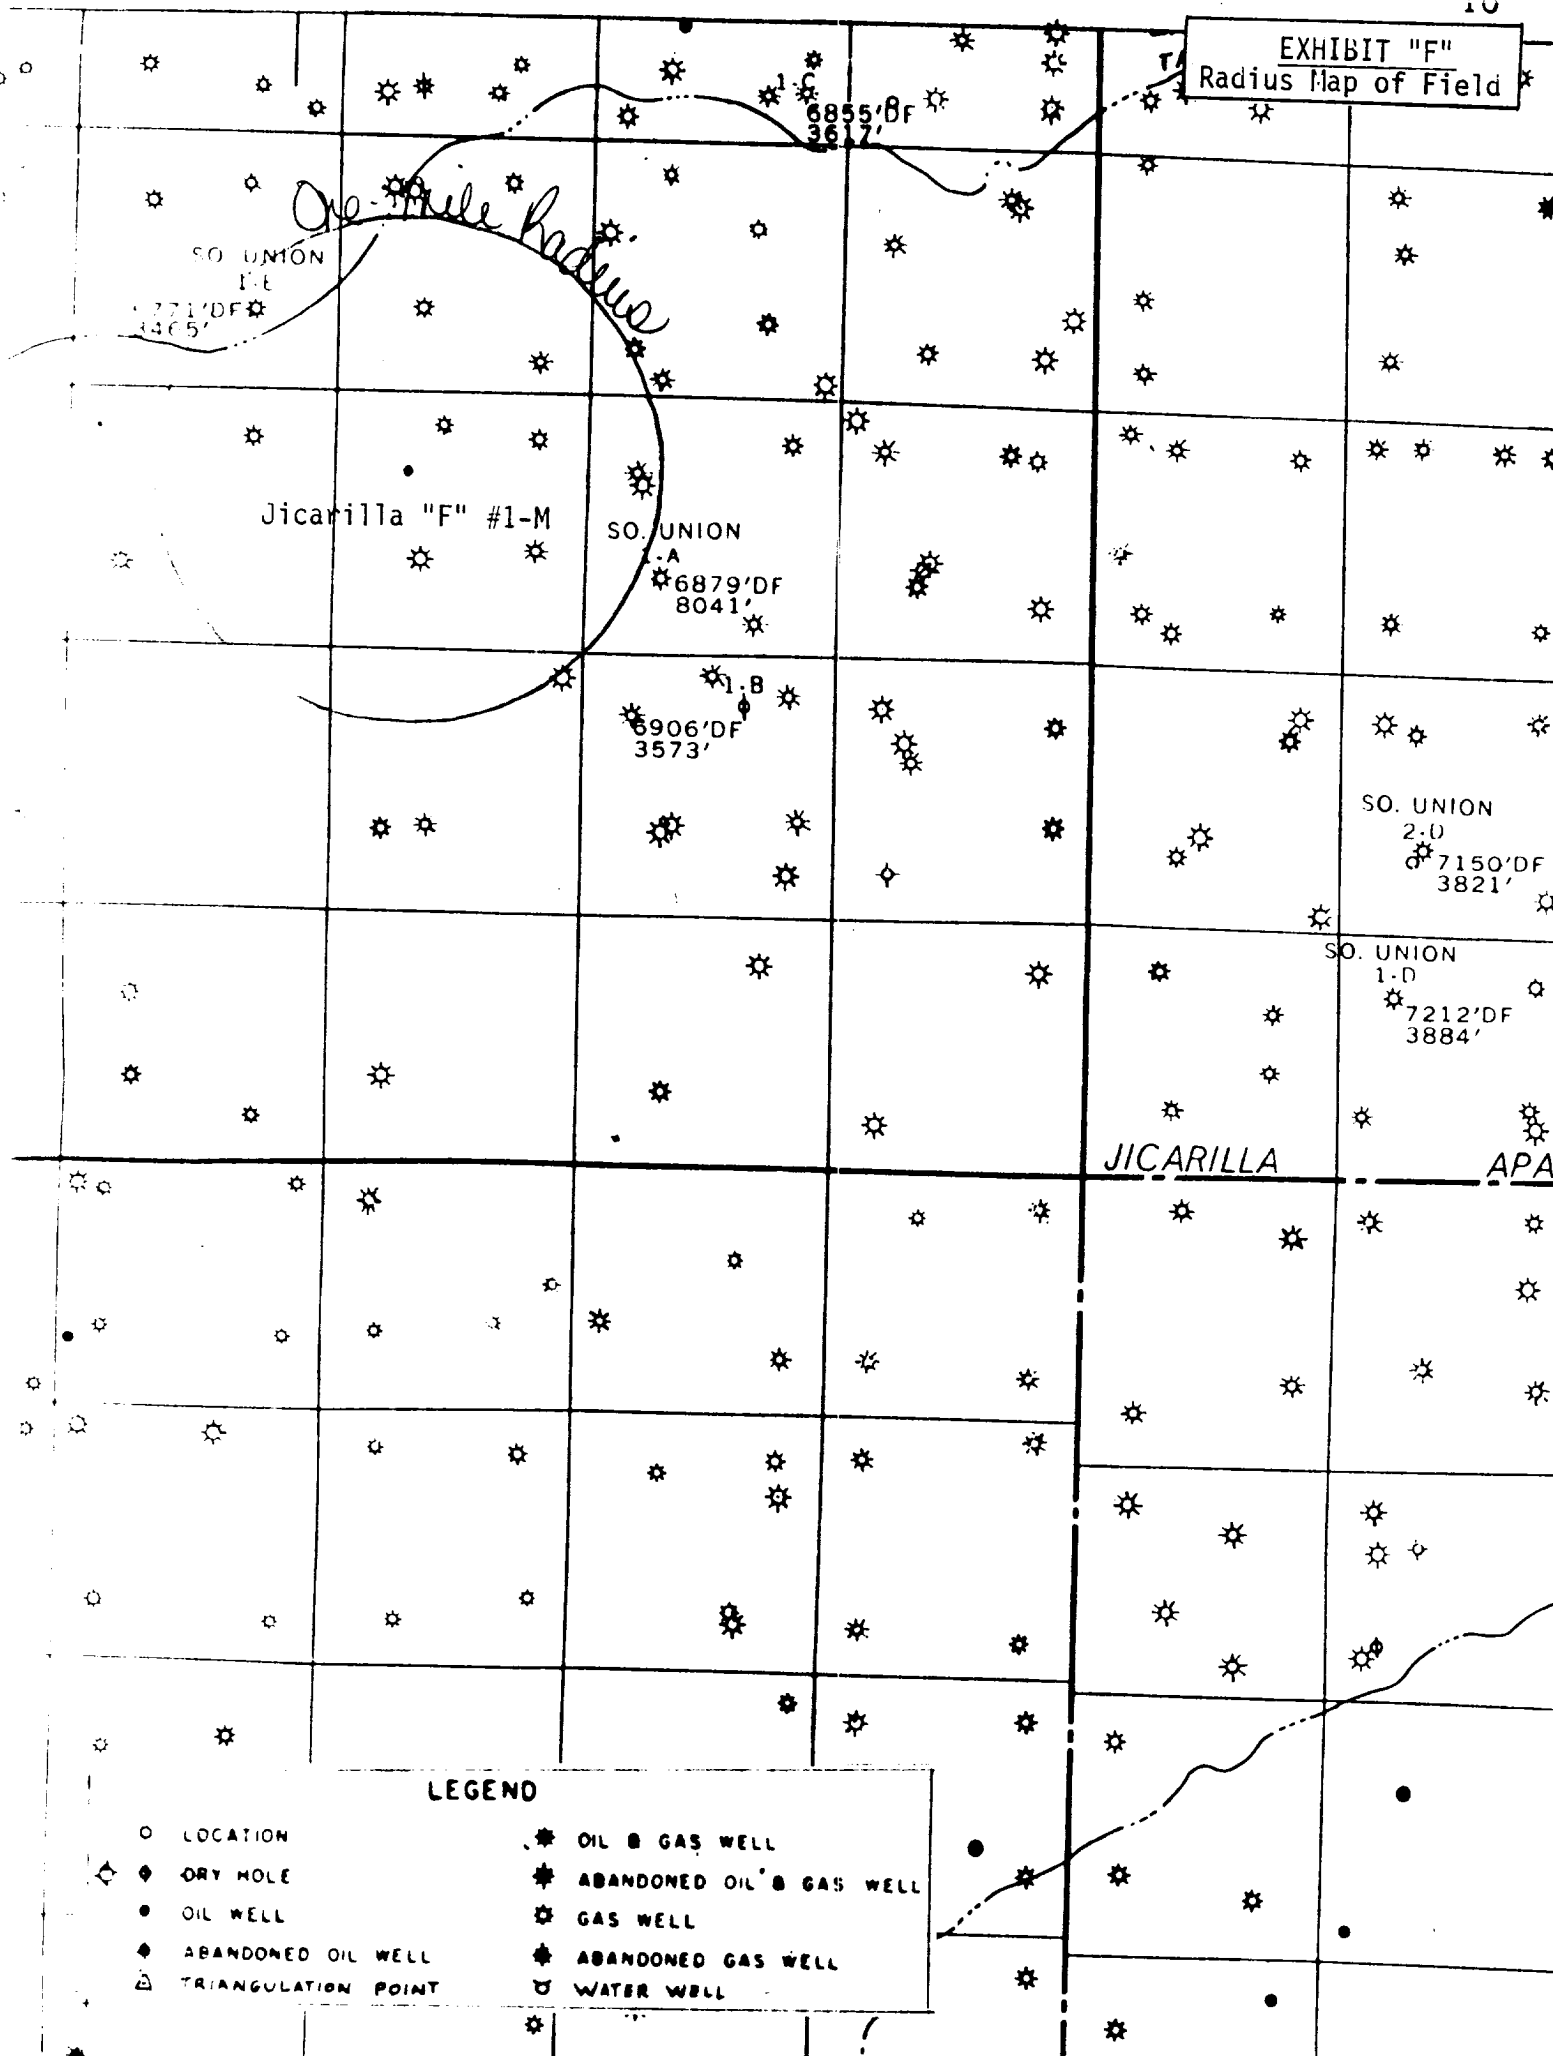 10
EXHIBIT "F"
Radius Map of Field
1-C
6855'DF
3617'
One-Mile Radius
SO. UNION
1-E
6771'DF
3465'
Jicarilla "F" #1-M
SO. UNION
1-A
6879'DF
8041'
1-B
6906'DF
3573'
SO. UNION
2-D
7150'DF
3821'
SO. UNION
1-D
7212'DF
3884'
JICARILLA APA
LEGEND
LOCATION
DRY HOLE
OIL WELL
ABANDONED OIL WELL
TRIANGULATION POINT
OIL & GAS WELL
ABANDONED OIL & GAS WELL
GAS WELL
ABANDONED GAS WELL
WATER WELL